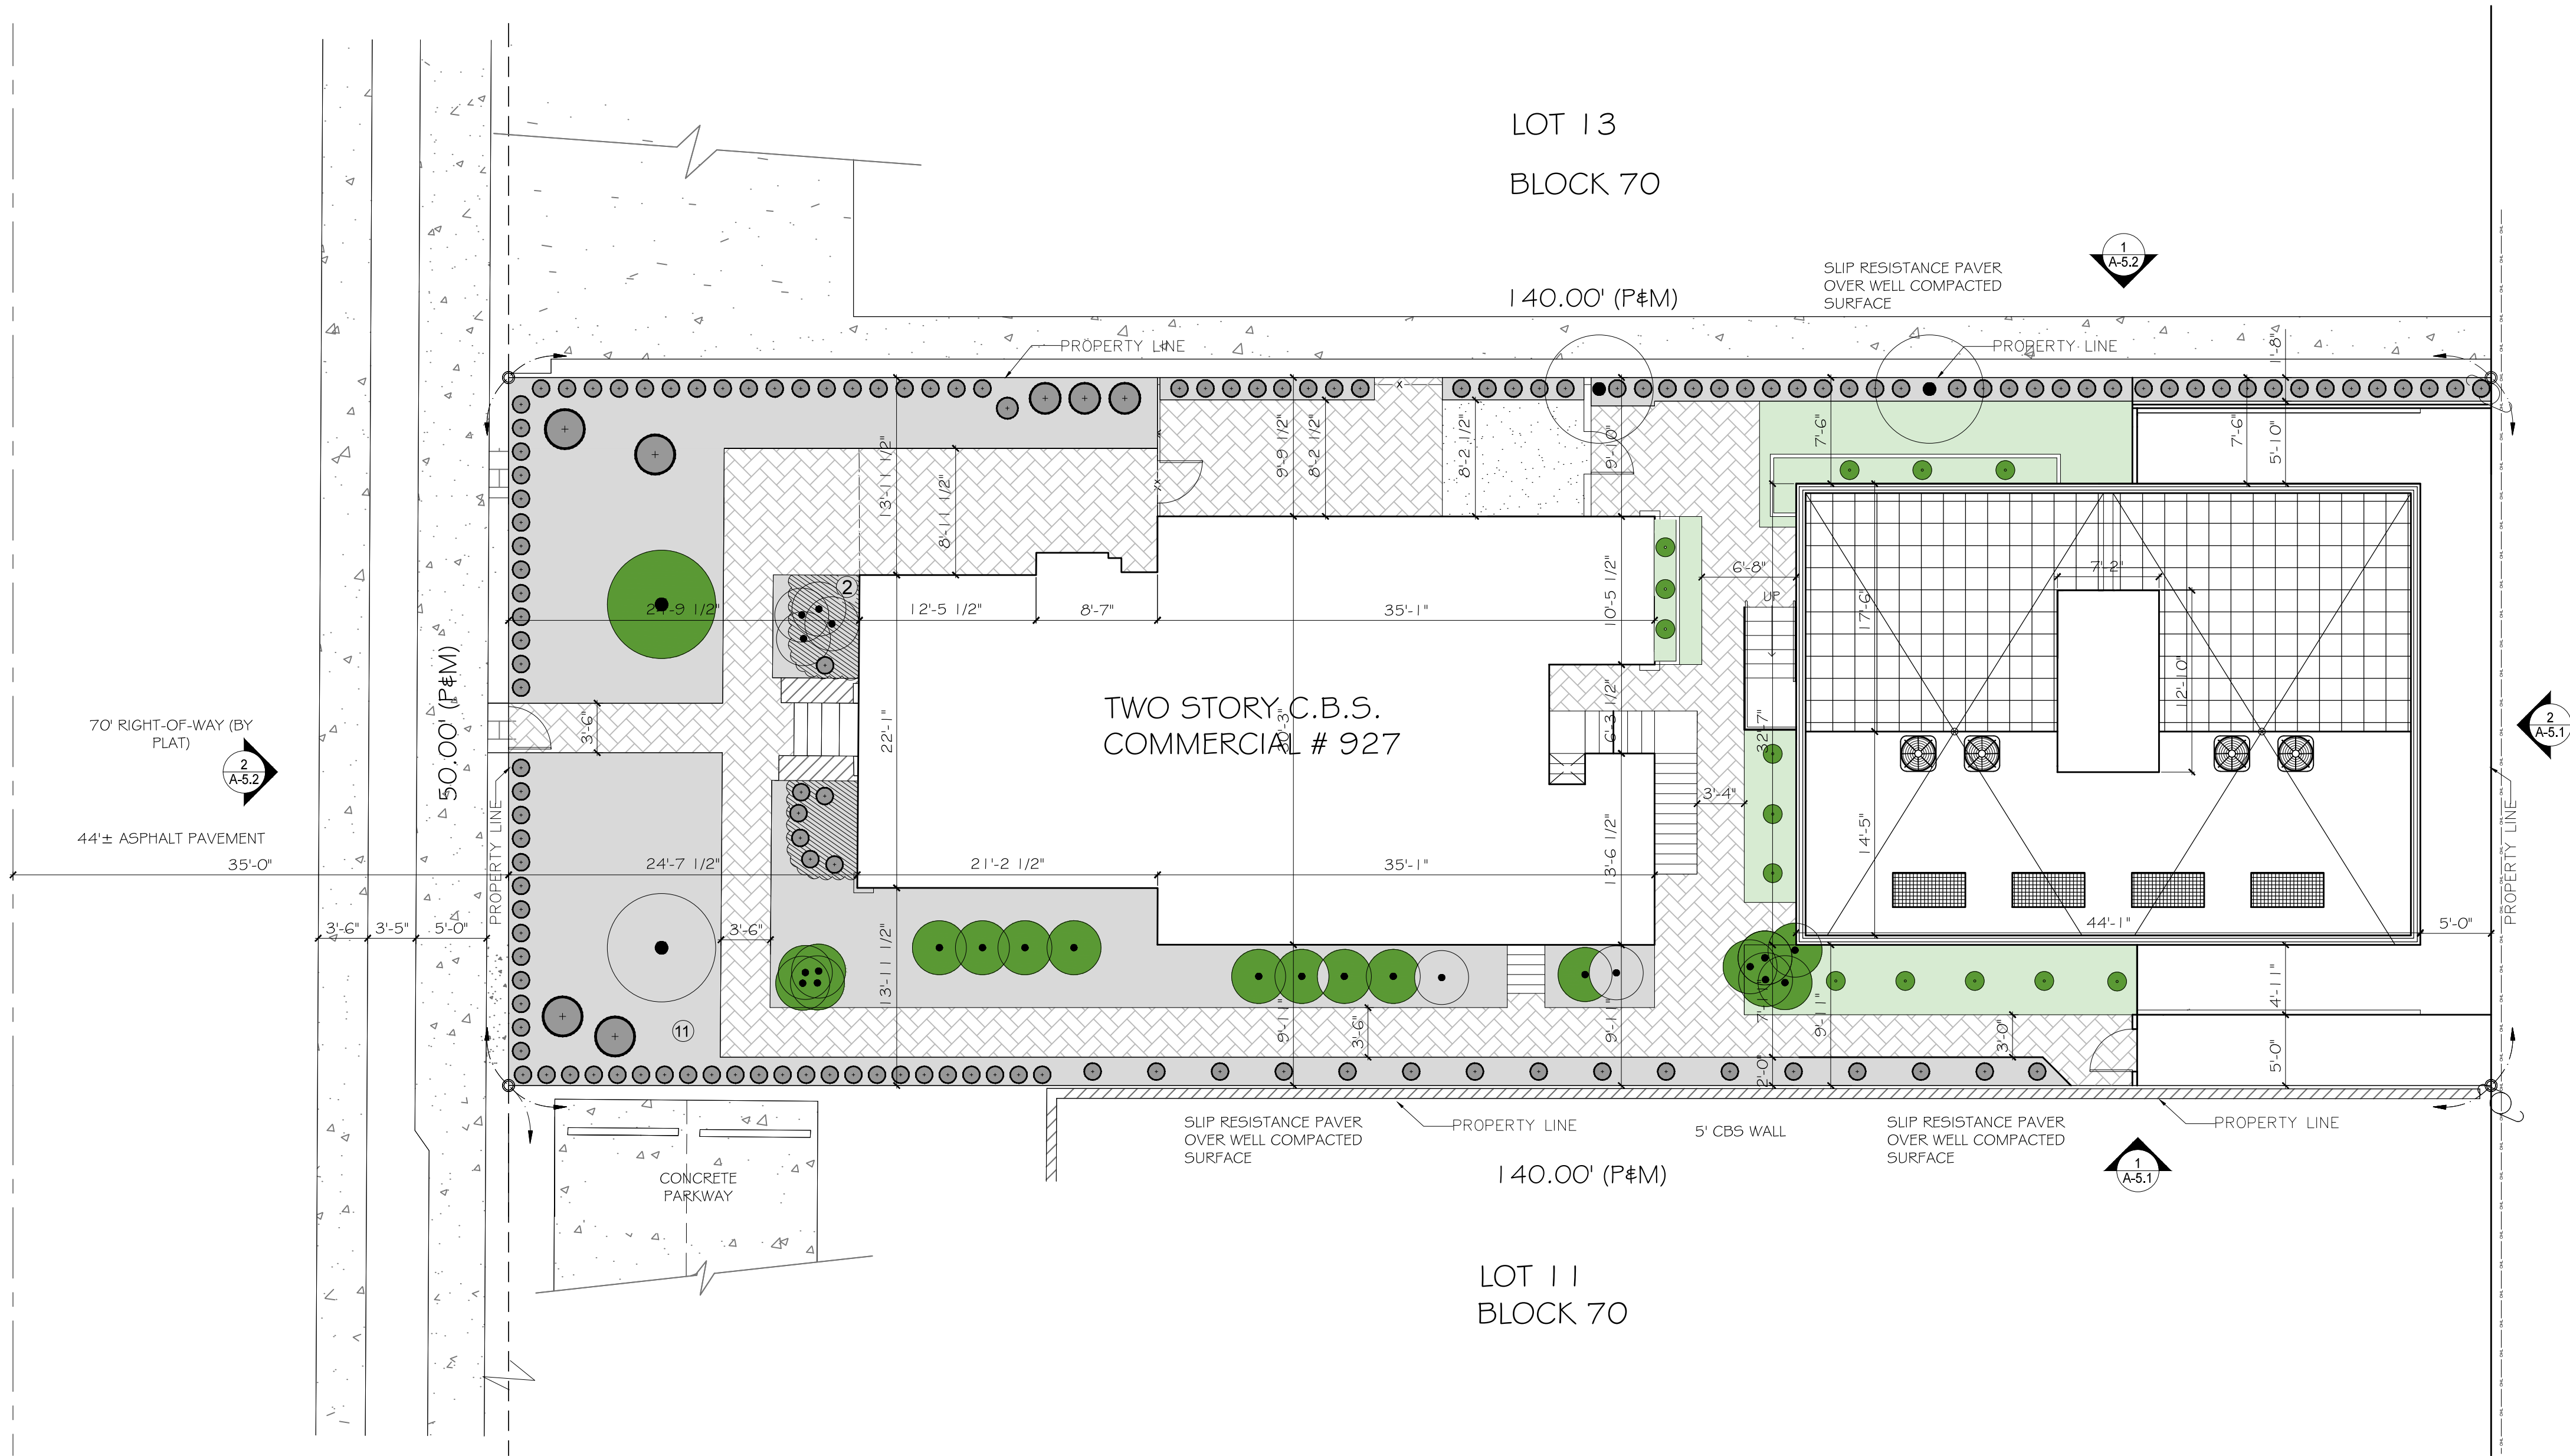 LOT 13
BLOCK 70
1
A-5.2
SLIP RESISTANCE PAVER
OVER WELL COMPACTED
SURFACE
140.00' (P&M)
PROPERTY LINE
PROPERTY LINE
1'-8"
13'-11 1/2"
8'-11 1/2"
9'-9 1/2"
8'-2 1/2"
8'-2 1/2"
9'-10"
7'-6"
7'-6"
5'-10"
2
12'-5 1/2"
8'-7"
35'-1"
10'-5 1/2"
6'-8"
UP
17'-6"
7'-2"
12'-10"
50.00' (P&M)
3'-6"
22'-1"
TWO STORY C.B.S.
COMMERCIAL # 927
6'-3 1/2"
32'-7"
70' RIGHT-OF-WAY (BY
PLAT)
2
A-5.2
2
A-5.1
PROPERTY LINE
PROPERTY LINE
3'-4"
14'-5"
13'-6 1/2"
44'± ASPHALT PAVEMENT
35'-0"
24'-7 1/2"
21'-2 1/2"
35'-1"
3'-6"
3'-5"
5'-0"
3'-6"
44'-1"
5'-0"
13'-11 1/2"
9'-11"
3'-6"
9'-11"
9'-11"
3'-0"
4'-11"
5'-0"
2'-0"
11
SLIP RESISTANCE PAVER
OVER WELL COMPACTED
SURFACE
PROPERTY LINE
5' CBS WALL
SLIP RESISTANCE PAVER
OVER WELL COMPACTED
SURFACE
PROPERTY LINE
140.00' (P&M)
1
A-5.1
CONCRETE
PARKWAY
LOT 11
BLOCK 70